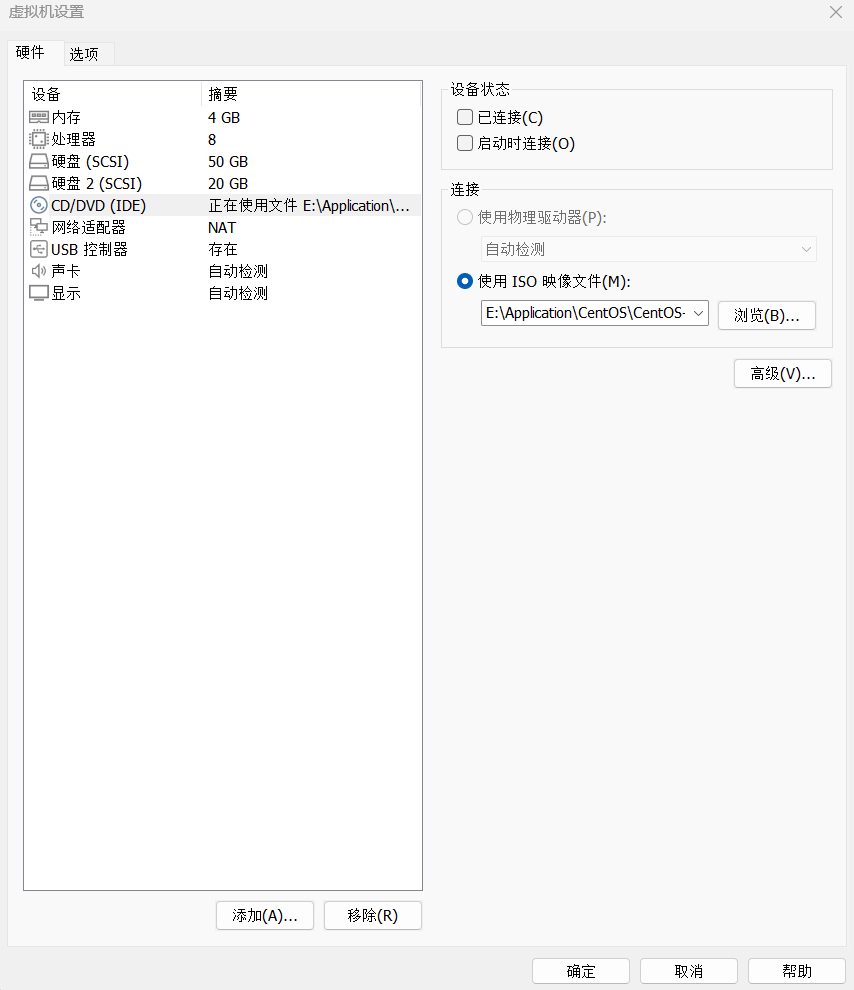 虚拟机设置
硬件 选项
设备 摘要
内存 4 GB
处理器 8
硬盘 (SCSI) 50 GB
硬盘 2 (SCSI) 20 GB
CD/DVD (IDE) 正在使用文件 E:\Application\...
网络适配器 NAT
USB 控制器 存在
声卡 自动检测
显示 自动检测
添加(A)... 移除(R)
设备状态
已连接(C)
启动时连接(O)
连接
使用物理驱动器(P):
自动检测
使用 ISO 映像文件(M):
E:\Application\CentOS\CentOS- 浏览(B)...
高级(V)...
确定 取消 帮助